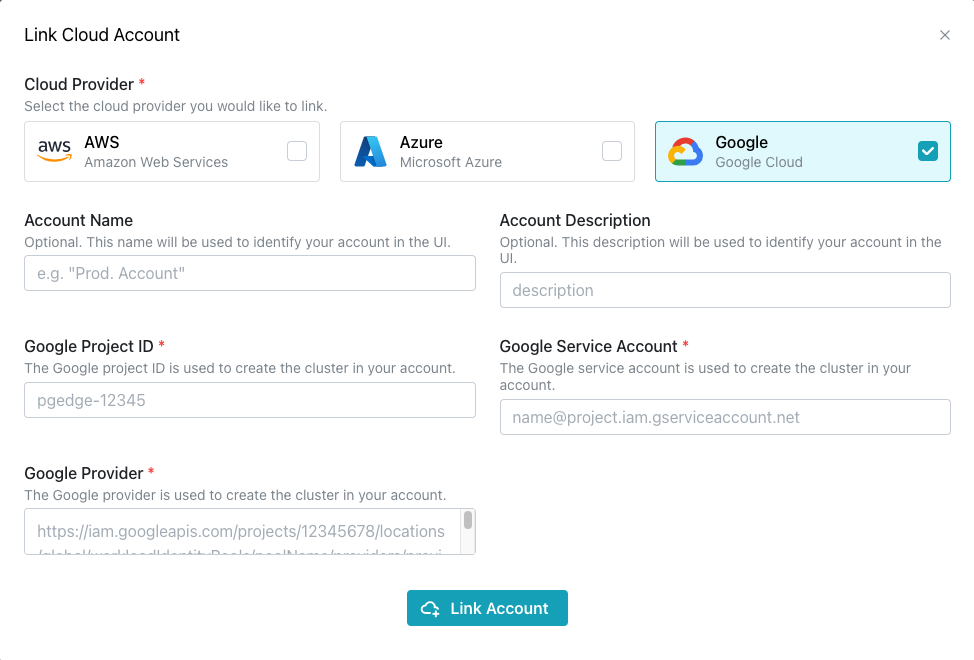 Link Cloud Account
Cloud Provider *
Select the cloud provider you would like to link.
aws
AWS
Amazon Web Services
Azure
Microsoft Azure
Google
Google Cloud
Account Name
Optional. This name will be used to identify your account in the UI.
e.g. "Prod. Account"
Account Description
Optional. This description will be used to identify your account in the
UI.
description
Google Project ID *
The Google project ID is used to create the cluster in your account.
pgedge-12345
Google Service Account *
The Google service account is used to create the cluster in your
account.
name@project.iam.gserviceaccount.net
Google Provider *
The Google provider is used to create the cluster in your account.
https://iam.googleapis.com/projects/12345678/locations
/global/workloadIdentityPools/poolName/providers/provi
Link Account